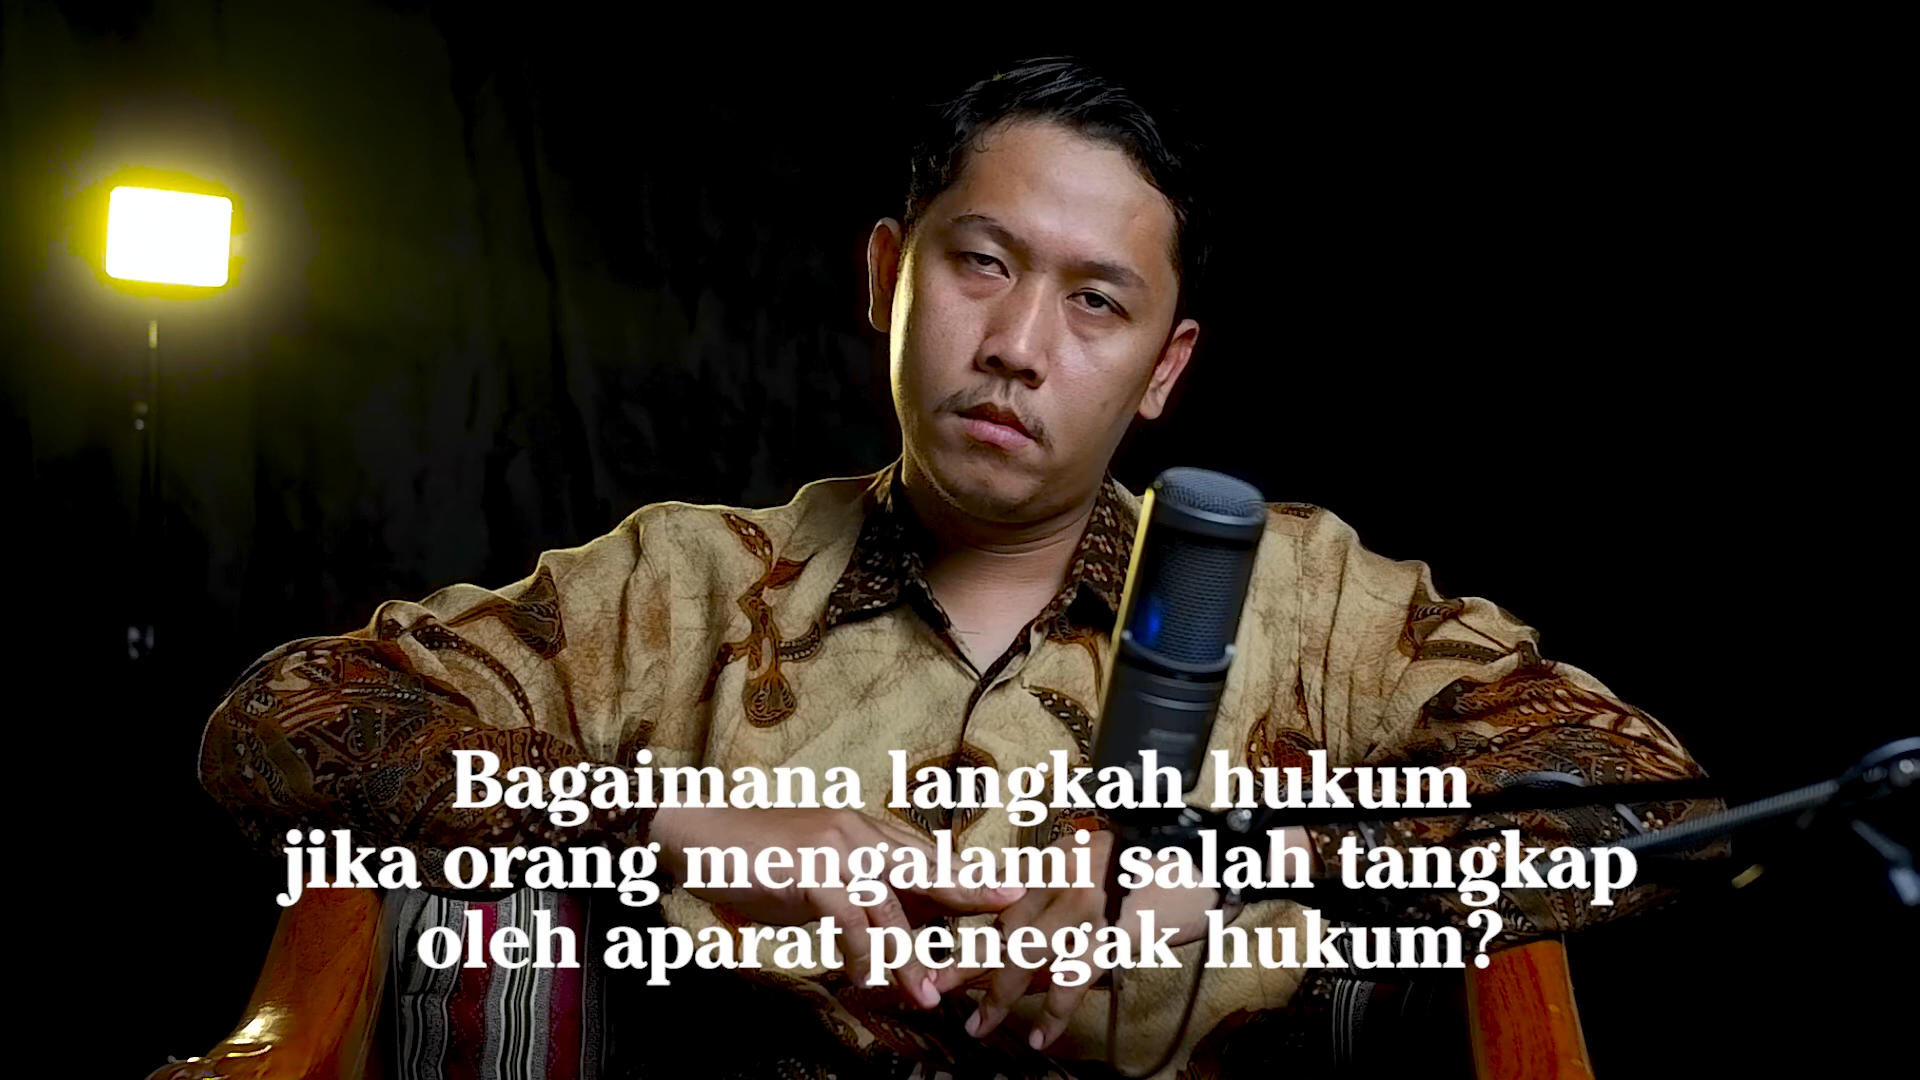 Bagaimana langkah hukum
jika orang mengalami salah tangkap
oleh aparat penegak hukum?